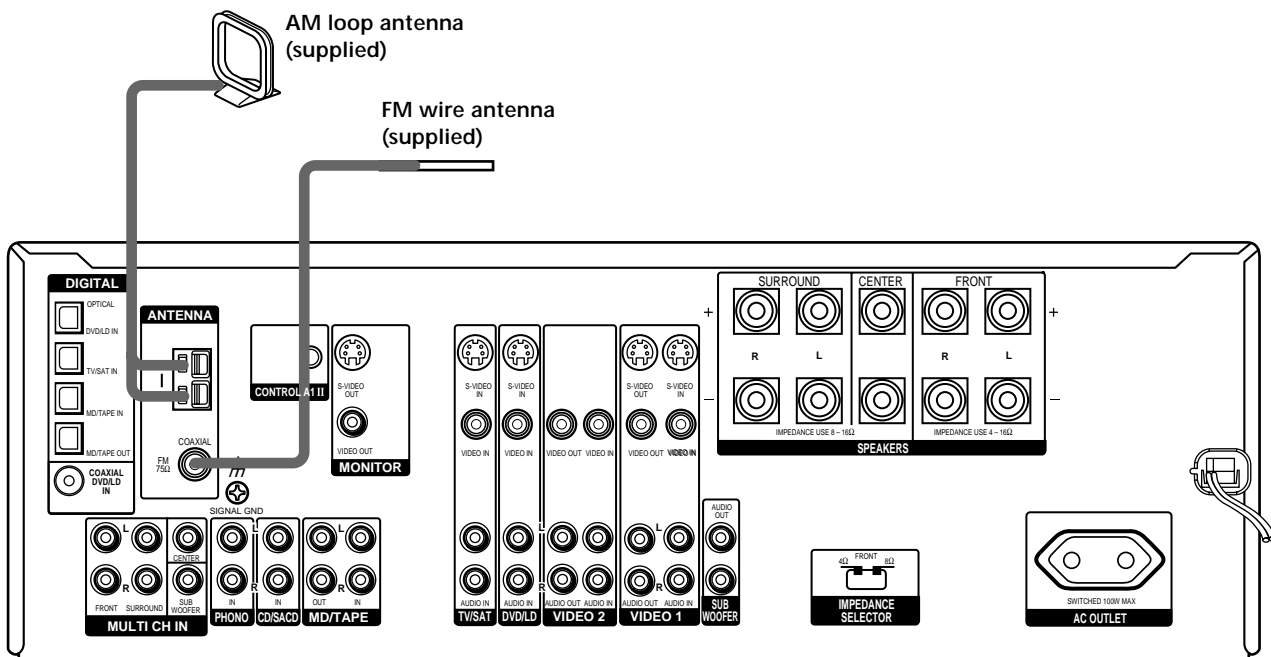 AM loop antenna
(supplied)
FM wire antenna
(supplied)
DIGITAL
OPTICAL
DVD/LD IN
TV/SAT IN
MD/TAPE IN
MD/TAPE OUT
COAXIAL
DVD/LD
IN
ANTENNA
COAXIAL
FM
75Ω
SIGNAL GND
CONTROL A1 II
S-VIDEO
OUT
VIDEO OUT
MONITOR
S-VIDEO
IN
VIDEO IN
AUDIO IN
TV/SAT
S-VIDEO
IN
VIDEO IN
AUDIO IN
DVD/LD
VIDEO OUT VIDEO IN
L
R
AUDIO OUT AUDIO IN
VIDEO 2
S-VIDEO
OUT
S-VIDEO
IN
VIDEO OUT VIDEO IN
L
R
AUDIO OUT AUDIO IN
VIDEO 1
AUDIO
OUT
SUB
WOOFER
SURROUND CENTER FRONT
+ +
R L R L
– –
IMPEDANCE USE 8 – 16Ω IMPEDANCE USE 4 – 16Ω
SPEAKERS
L
CENTER
R
FRONT SURROUND
SUB
WOOFER
MULTI CH IN
L
R
IN
PHONO
IN
CD/SACD
L
R
OUT IN
MD/TAPE
FRONT
4Ω 8Ω
IMPEDANCE
SELECTOR
SWITCHED 100W MAX
AC OUTLET